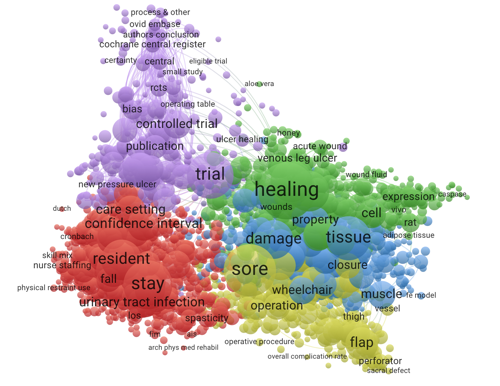 process & other
ovid embase
authors conclusion
cochrane central register
certainty
central
eligible trial
small study
aloe vera
rcts
operating table
bias
controlled trial
honey
ulcer healing
acute wound
publication
venous leg ulcer
trial
wound fluid
new pressure ulcer
healing
expression
caspase
dutch
care setting
wounds
cell
vivo
confidence interval
property
rat
cronbach
damage
tissue
adipose tissue
skin mix
resident
nurse staffing
sore
closure
fall
stay
physical restraint use
wheelchair
muscle
te model
urinary tract infection
operation
vessel
los
spasticity
thigh
fim
ais
operative procedure
flap
arch phys med rehabil
overall complication rate
perforator
sacral defect